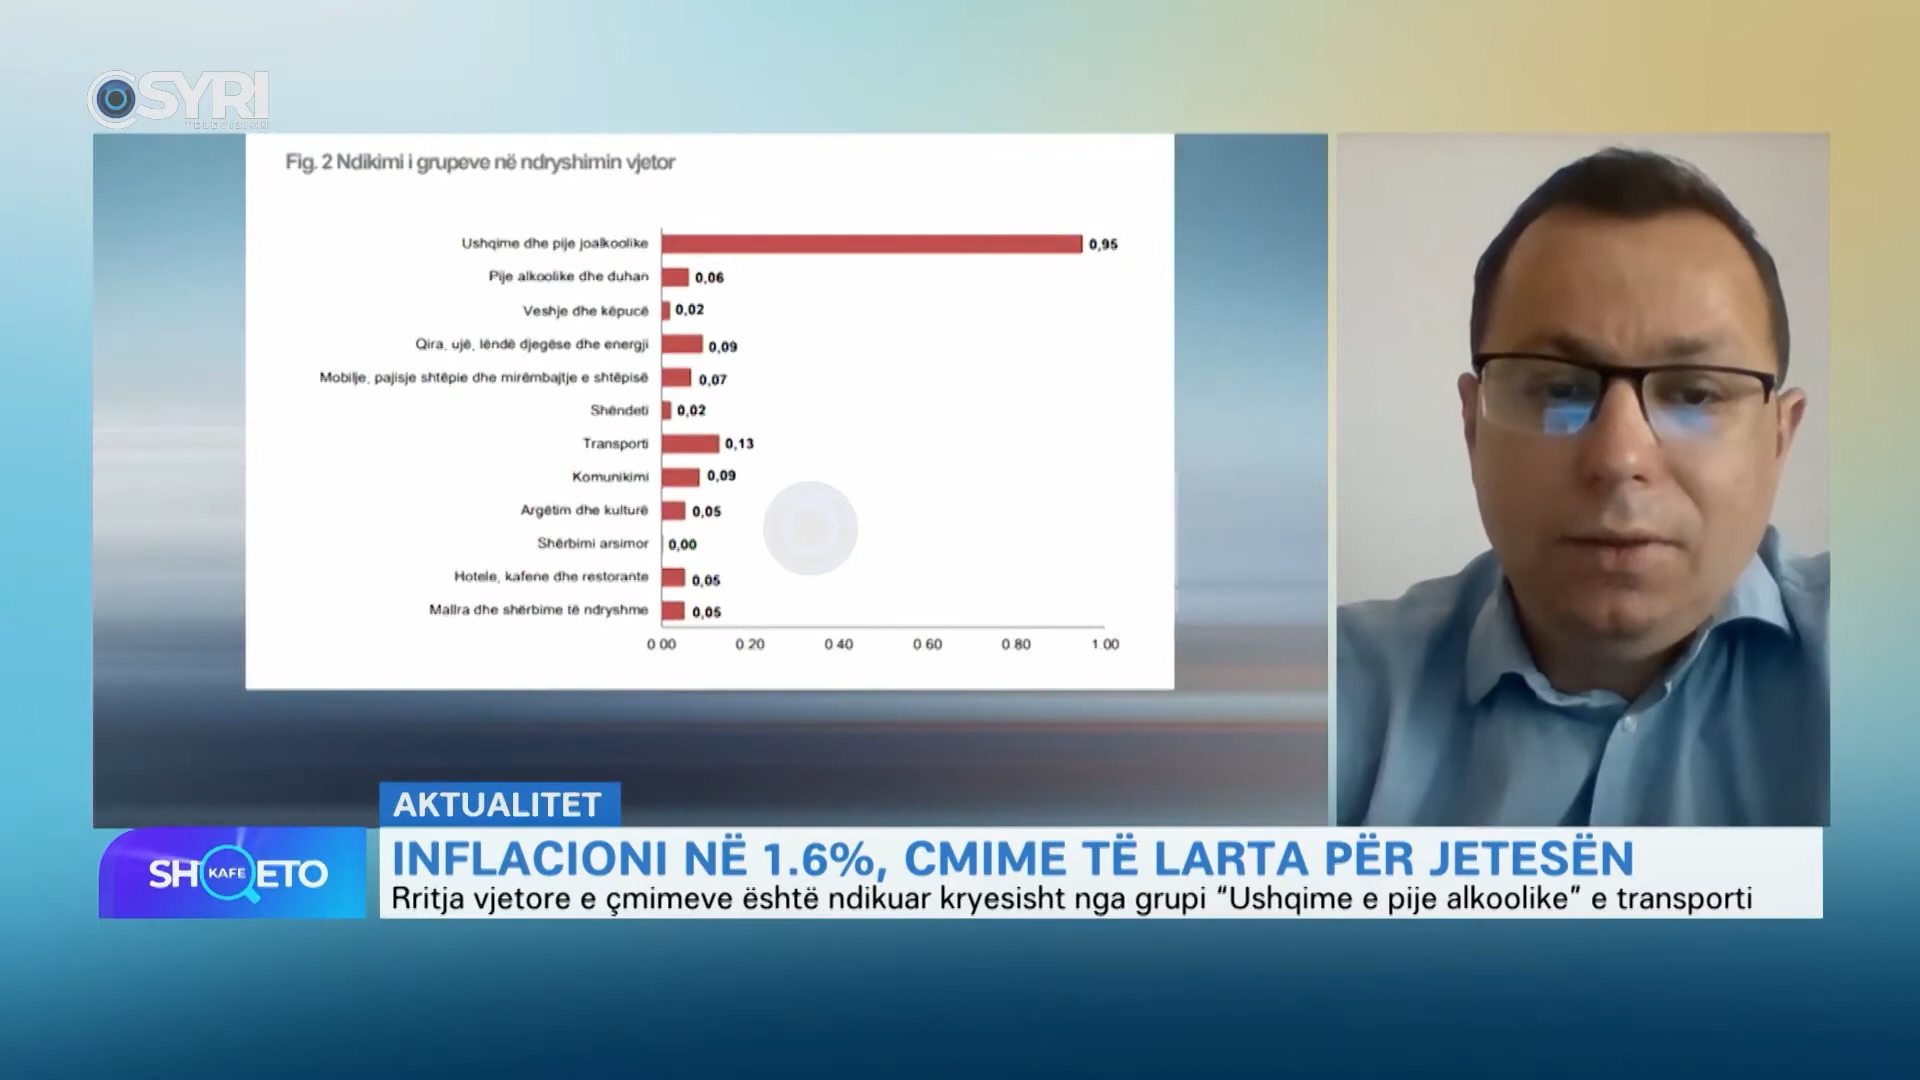 SYRI
TELEVISION
Fig. 2 Ndikimi i grupeve në ndryshimin vjetor
Ushqime dhe pije joalkoolike 0,95
Pije alkoolike dhe duhan 0,06
Veshje dhe këpucë 0,02
Qira, ujë, lëndë djegëse dhe energji 0,09
Mobilje, pajisje shtëpie dhe mirëmbajtje e shtëpisë 0,07
Shëndeti 0,02
Transporti 0,13
Komunikimi 0,09
Argëtim dhe kulturë 0,05
Shërbimi arsimor 0,00
Hotele, kafene dhe restorante 0,05
Mallra dhe shërbime të ndryshme 0,05
0 00 0 20 0 40 0 60 0 80 1 00
AKTUALITET
SH KAFE ETO
INFLACIONI NË 1.6%, CMIME TË LARTA PËR JETESËN
Rritja vjetore e çmimeve është ndikuar kryesisht nga grupi “Ushqime e pije alkoolike” e transporti